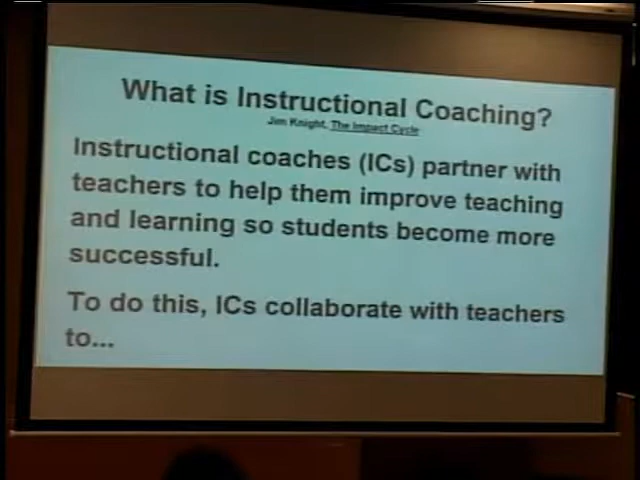 What is Instructional Coaching?
Jim Knight, The Impact Cycle
Instructional coaches (ICs) partner with
teachers to help them improve teaching
and learning so students become more
successful.
To do this, ICs collaborate with teachers
to...